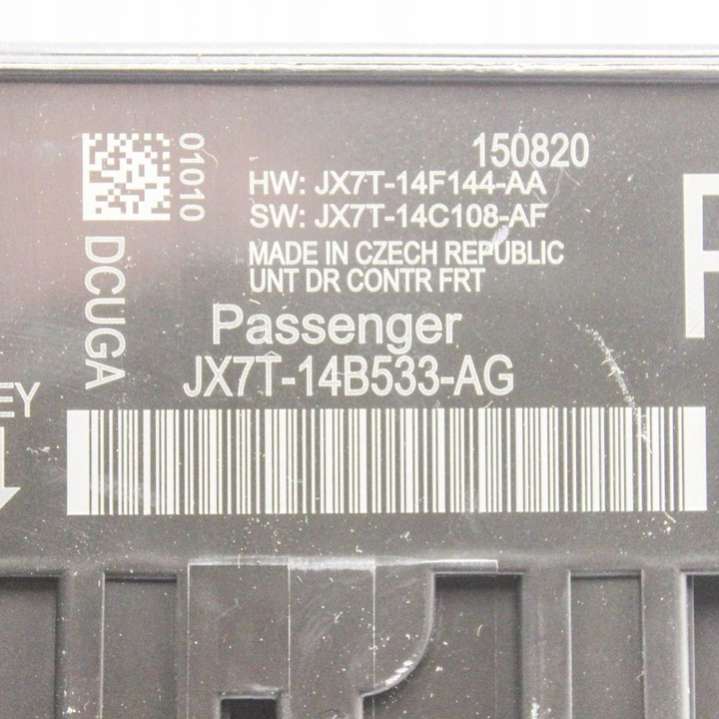 150820
01010
HW: JX7T-14F144-AA
SW: JX7T-14C108-AF
MADE IN CZECH REPUBLIC
UNT DR CONTR FRT
DCUGA
Passenger
JX7T-14B533-AG
EY